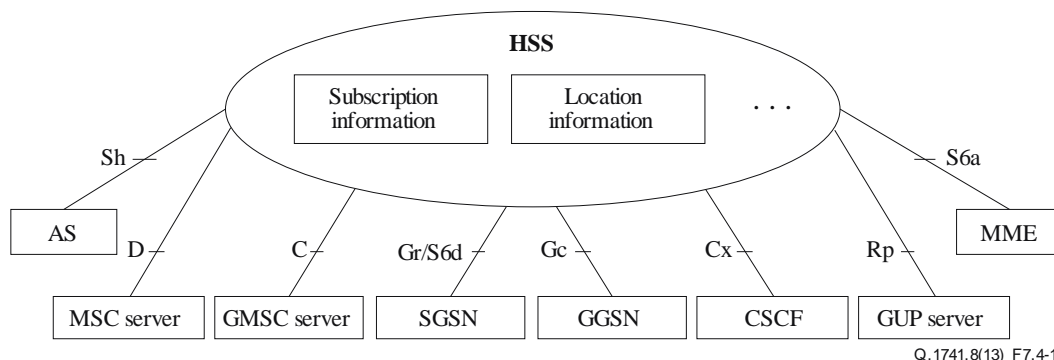 HSS
Subscription
information
Location
information
. . .
Sh
S6a
AS
MME
D
C
Gr/S6d
Gc
Cx
Rp
MSC server
GMSC server
SGSN
GGSN
CSCF
GUP server
Q.1741.8(13)_F7.4-1